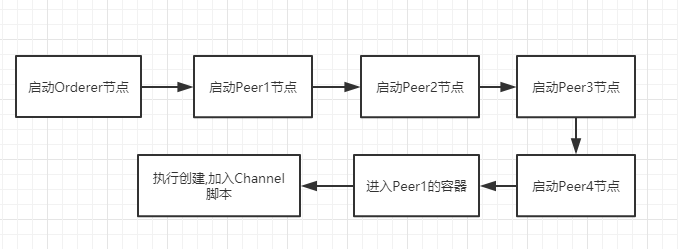 启动Orderer节点
启动Peer1节点
启动Peer2节点
启动Peer3节点
启动Peer4节点
进入Peer1的容器
执行创建,加入Channel
脚本